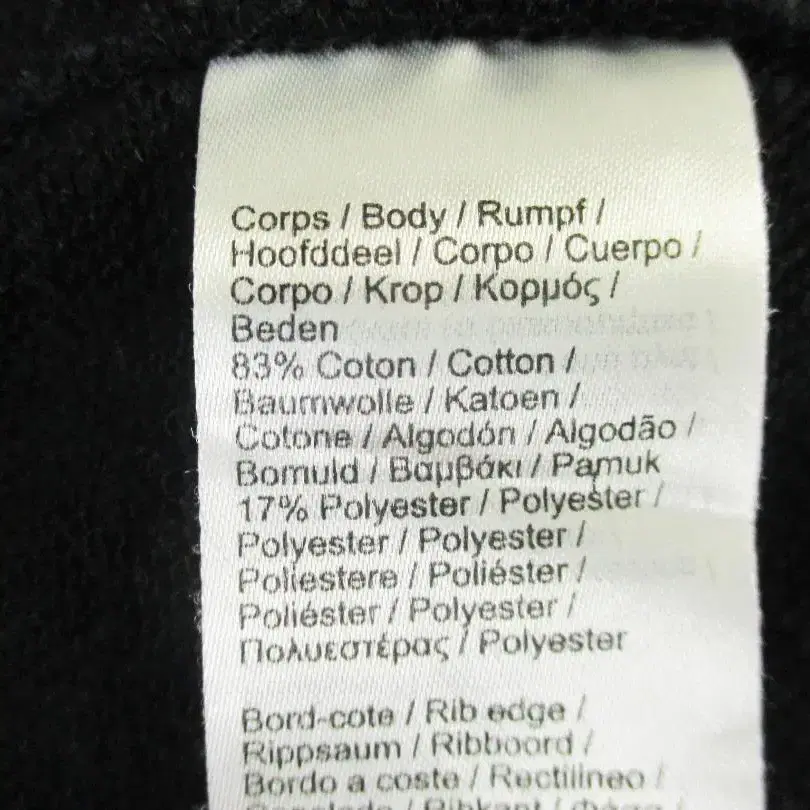 Corps / Body / Rumpf /
Hoofddeel / Corpo / Cuerpo /
Corpo / Krop / Κορμός /
Beden
83% Coton / Cotton /
Baumwolle / Katoen /
Cotone / Algodón / Algodão /
Bomuld / Βαμβάκι / Pamuk
17% Polyester / Polyester /
Polyester / Polyester /
Poliestere / Poliéster /
Poliéster / Polyester /
Πολυεστέρας / Polyester
Bord-cote / Rib edge /
Rippsaum / Ribboord /
Bordo a coste / Rectilineo /
/ Ribkant /